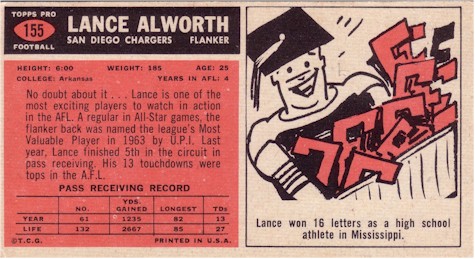 TOPPS PRO
155
FOOTBALL
LANCE ALWORTH
SAN DIEGO CHARGERS FLANKER
HEIGHT: 6:00 WEIGHT: 185 AGE: 25
COLLEGE: Arkansas YEARS IN AFL: 4
No doubt about it . . . Lance is one of the
most exciting players to watch in action
in the AFL. A regular in All-Star games, the
flanker back was named the league's Most
Valuable Player in 1963 by U.P.I. Last
year, Lance finished 5th in the circuit in
pass receiving. His 13 touchdowns were
tops in the A.F.L.
PASS RECEIVING RECORD
NO. YDS. GAINED LONGEST TDs
YEAR 61 1235 82 13
LIFE 132 2667 85 27
©T.C.G. PRINTED IN U.S.A.
Lance won 16 letters as a high school
athlete in Mississippi.